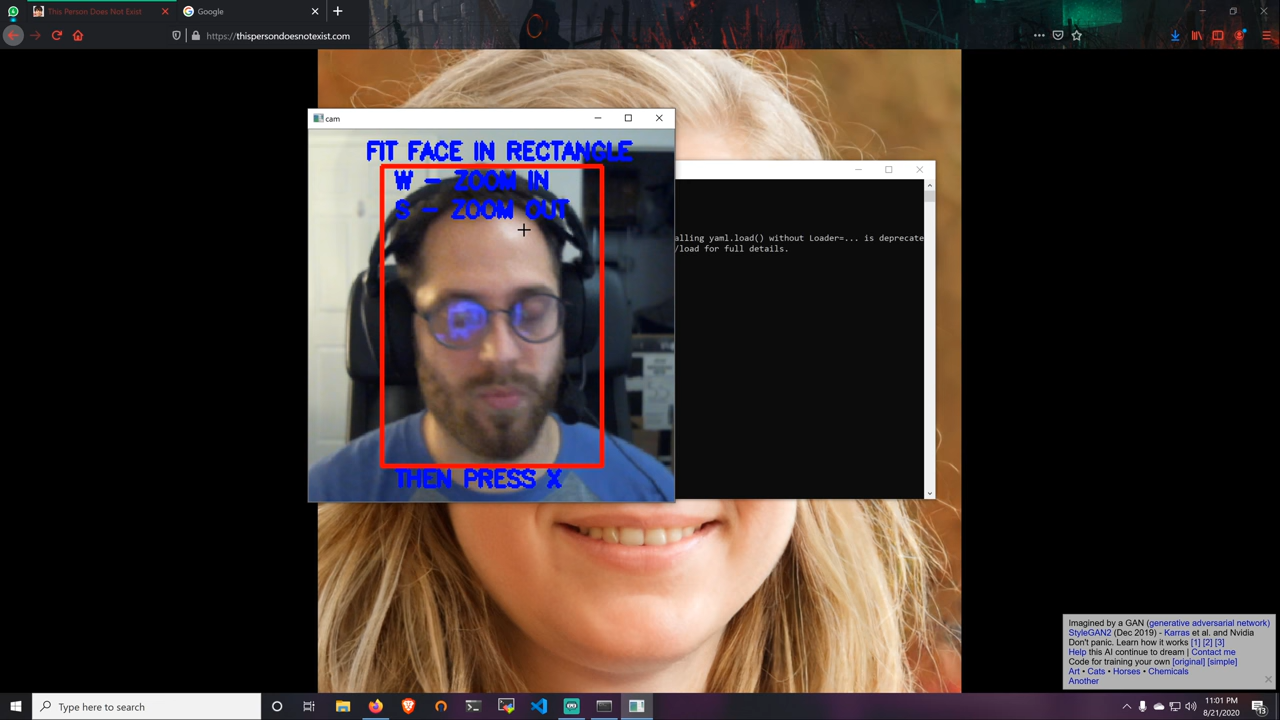 This Person Does Not Exist
Google
https://thispersondoesnotexist.com
cam
FIT FACE IN RECTANGLE
W - ZOOM IN
S - ZOOM OUT
THEN PRESS X
alling yaml.load() without Loader=... is deprecate
/load for full details.
Imagined by a GAN (generative adversarial network)
StyleGAN2 (Dec 2019) - Karras et al. and Nvidia
Don't panic. Learn how it works [1] [2] [3]
Help this AI continue to dream | Contact me
Code for training your own [original] [simple]
Art • Cats • Horses • Chemicals
Another
Type here to search
11:01 PM
8/21/2020